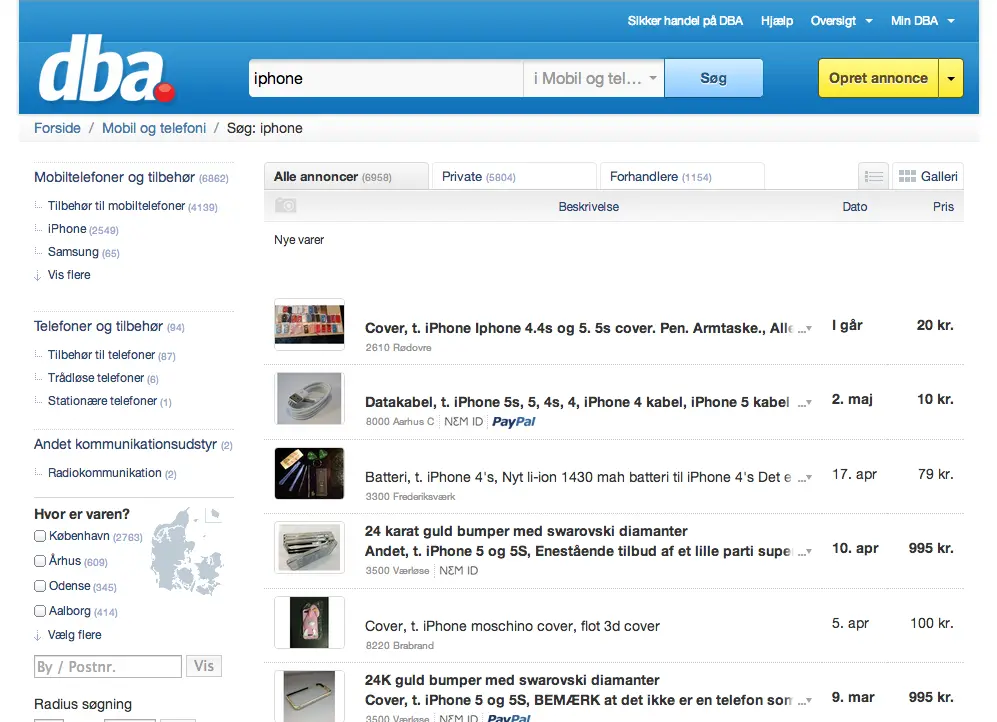 Sikker handel på DBA Hjælp Oversigt Min DBA
dba.
iphone i Mobil og tel... Søg Opret annonce
Forside / Mobil og telefoni / Søg: iphone
Mobiltelefoner og tilbehør (6862)
Tilbehør til mobiltelefoner (4139)
iPhone (2549)
Samsung (65)
Vis flere
Telefoner og tilbehør (94)
Tilbehør til telefoner (87)
Trådløse telefoner (6)
Stationære telefoner (1)
Andet kommunikationsudstyr (2)
Radiokommunikation (2)
Hvor er varen?
København (2763)
Århus (609)
Odense (345)
Aalborg (414)
Vælg flere
By / Postnr. Vis
Radius søgning
Alle annoncer (6958) Private (5804) Forhandlere (1154) Galleri
Beskrivelse Dato Pris
Nye varer
Cover, t. iPhone Iphone 4.4s og 5. 5s cover. Pen. Armtaske., Alle ... I går 20 kr.
2610 Rødovre
Datakabel, t. iPhone 5s, 5, 4s, 4, iPhone 4 kabel, iPhone 5 kabel ... 2. maj 10 kr.
8000 Aarhus C NEM ID PayPal
Batteri, t. iPhone 4's, Nyt li-ion 1430 mah batteri til iPhone 4's Det e ... 17. apr 79 kr.
3300 Frederiksværk
24 karat guld bumper med swarovski diamanter
Andet, t. iPhone 5 og 5S, Enestående tilbud af et lille parti supe ... 10. apr 995 kr.
3500 Værløse NEM ID
Cover, t. iPhone moschino cover, flot 3d cover 5. apr 100 kr.
8220 Brabrand
24K guld bumper med swarovski diamanter
Cover, t. iPhone 5 og 5S, BEMÆRK at det ikke er en telefon som ... 9. mar 995 kr.
3500 Værløse NEM ID PayPal